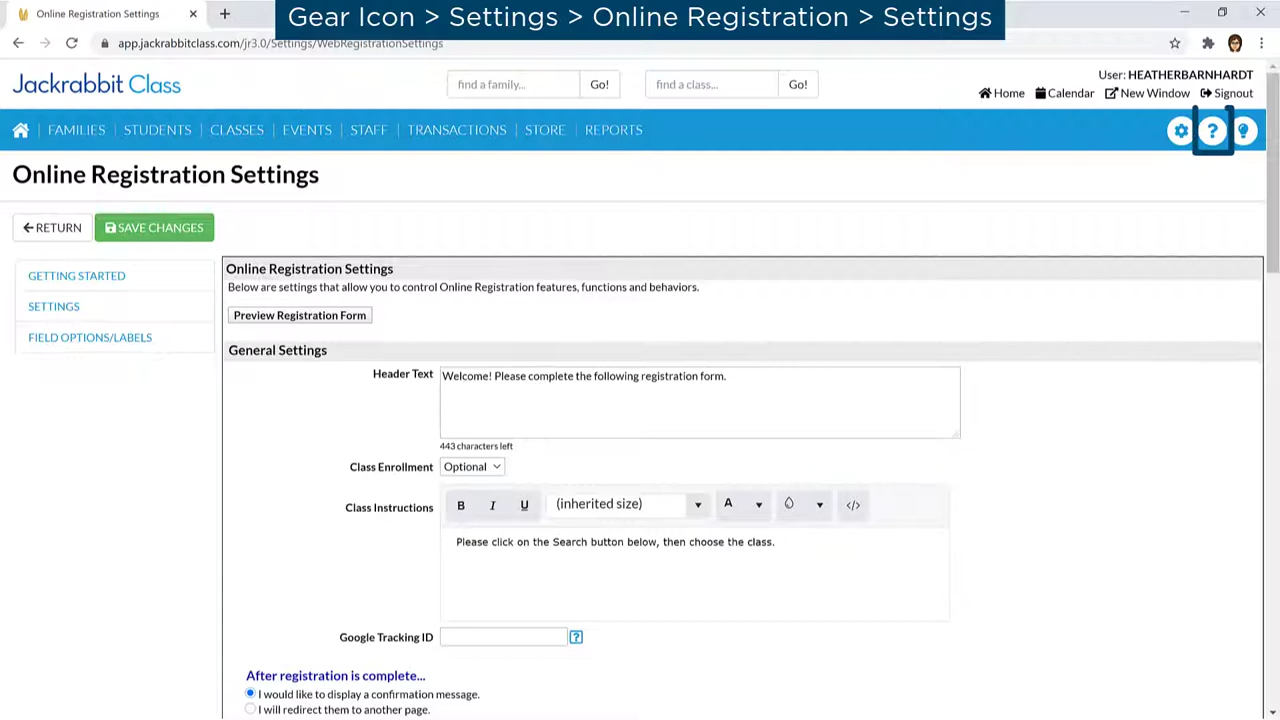 Online Registration Settings
Gear Icon > Settings > Online Registration > Settings
app.jackrabbitclass.com/jr3.0/Settings/WebRegistrationSettings
Jackrabbit Class
find a family...
Go!
find a class...
Go!
User: HEATHERBARNHARDT
Home
Calendar
New Window
Signout
FAMILIES
STUDENTS
CLASSES
EVENTS
STAFF
TRANSACTIONS
STORE
REPORTS
?
Online Registration Settings
RETURN
SAVE CHANGES
GETTING STARTED
SETTINGS
FIELD OPTIONS/LABELS
Online Registration Settings
Below are settings that allow you to control Online Registration features, functions and behaviors.
Preview Registration Form
General Settings
Header Text
Welcome! Please complete the following registration form.
443 characters left
Class Enrollment
Optional
Class Instructions
B
I
U
(inherited size)
A
</>
Please click on the Search button below, then choose the class.
Google Tracking ID
?
After registration is complete...
I would like to display a confirmation message.
I will redirect them to another page.